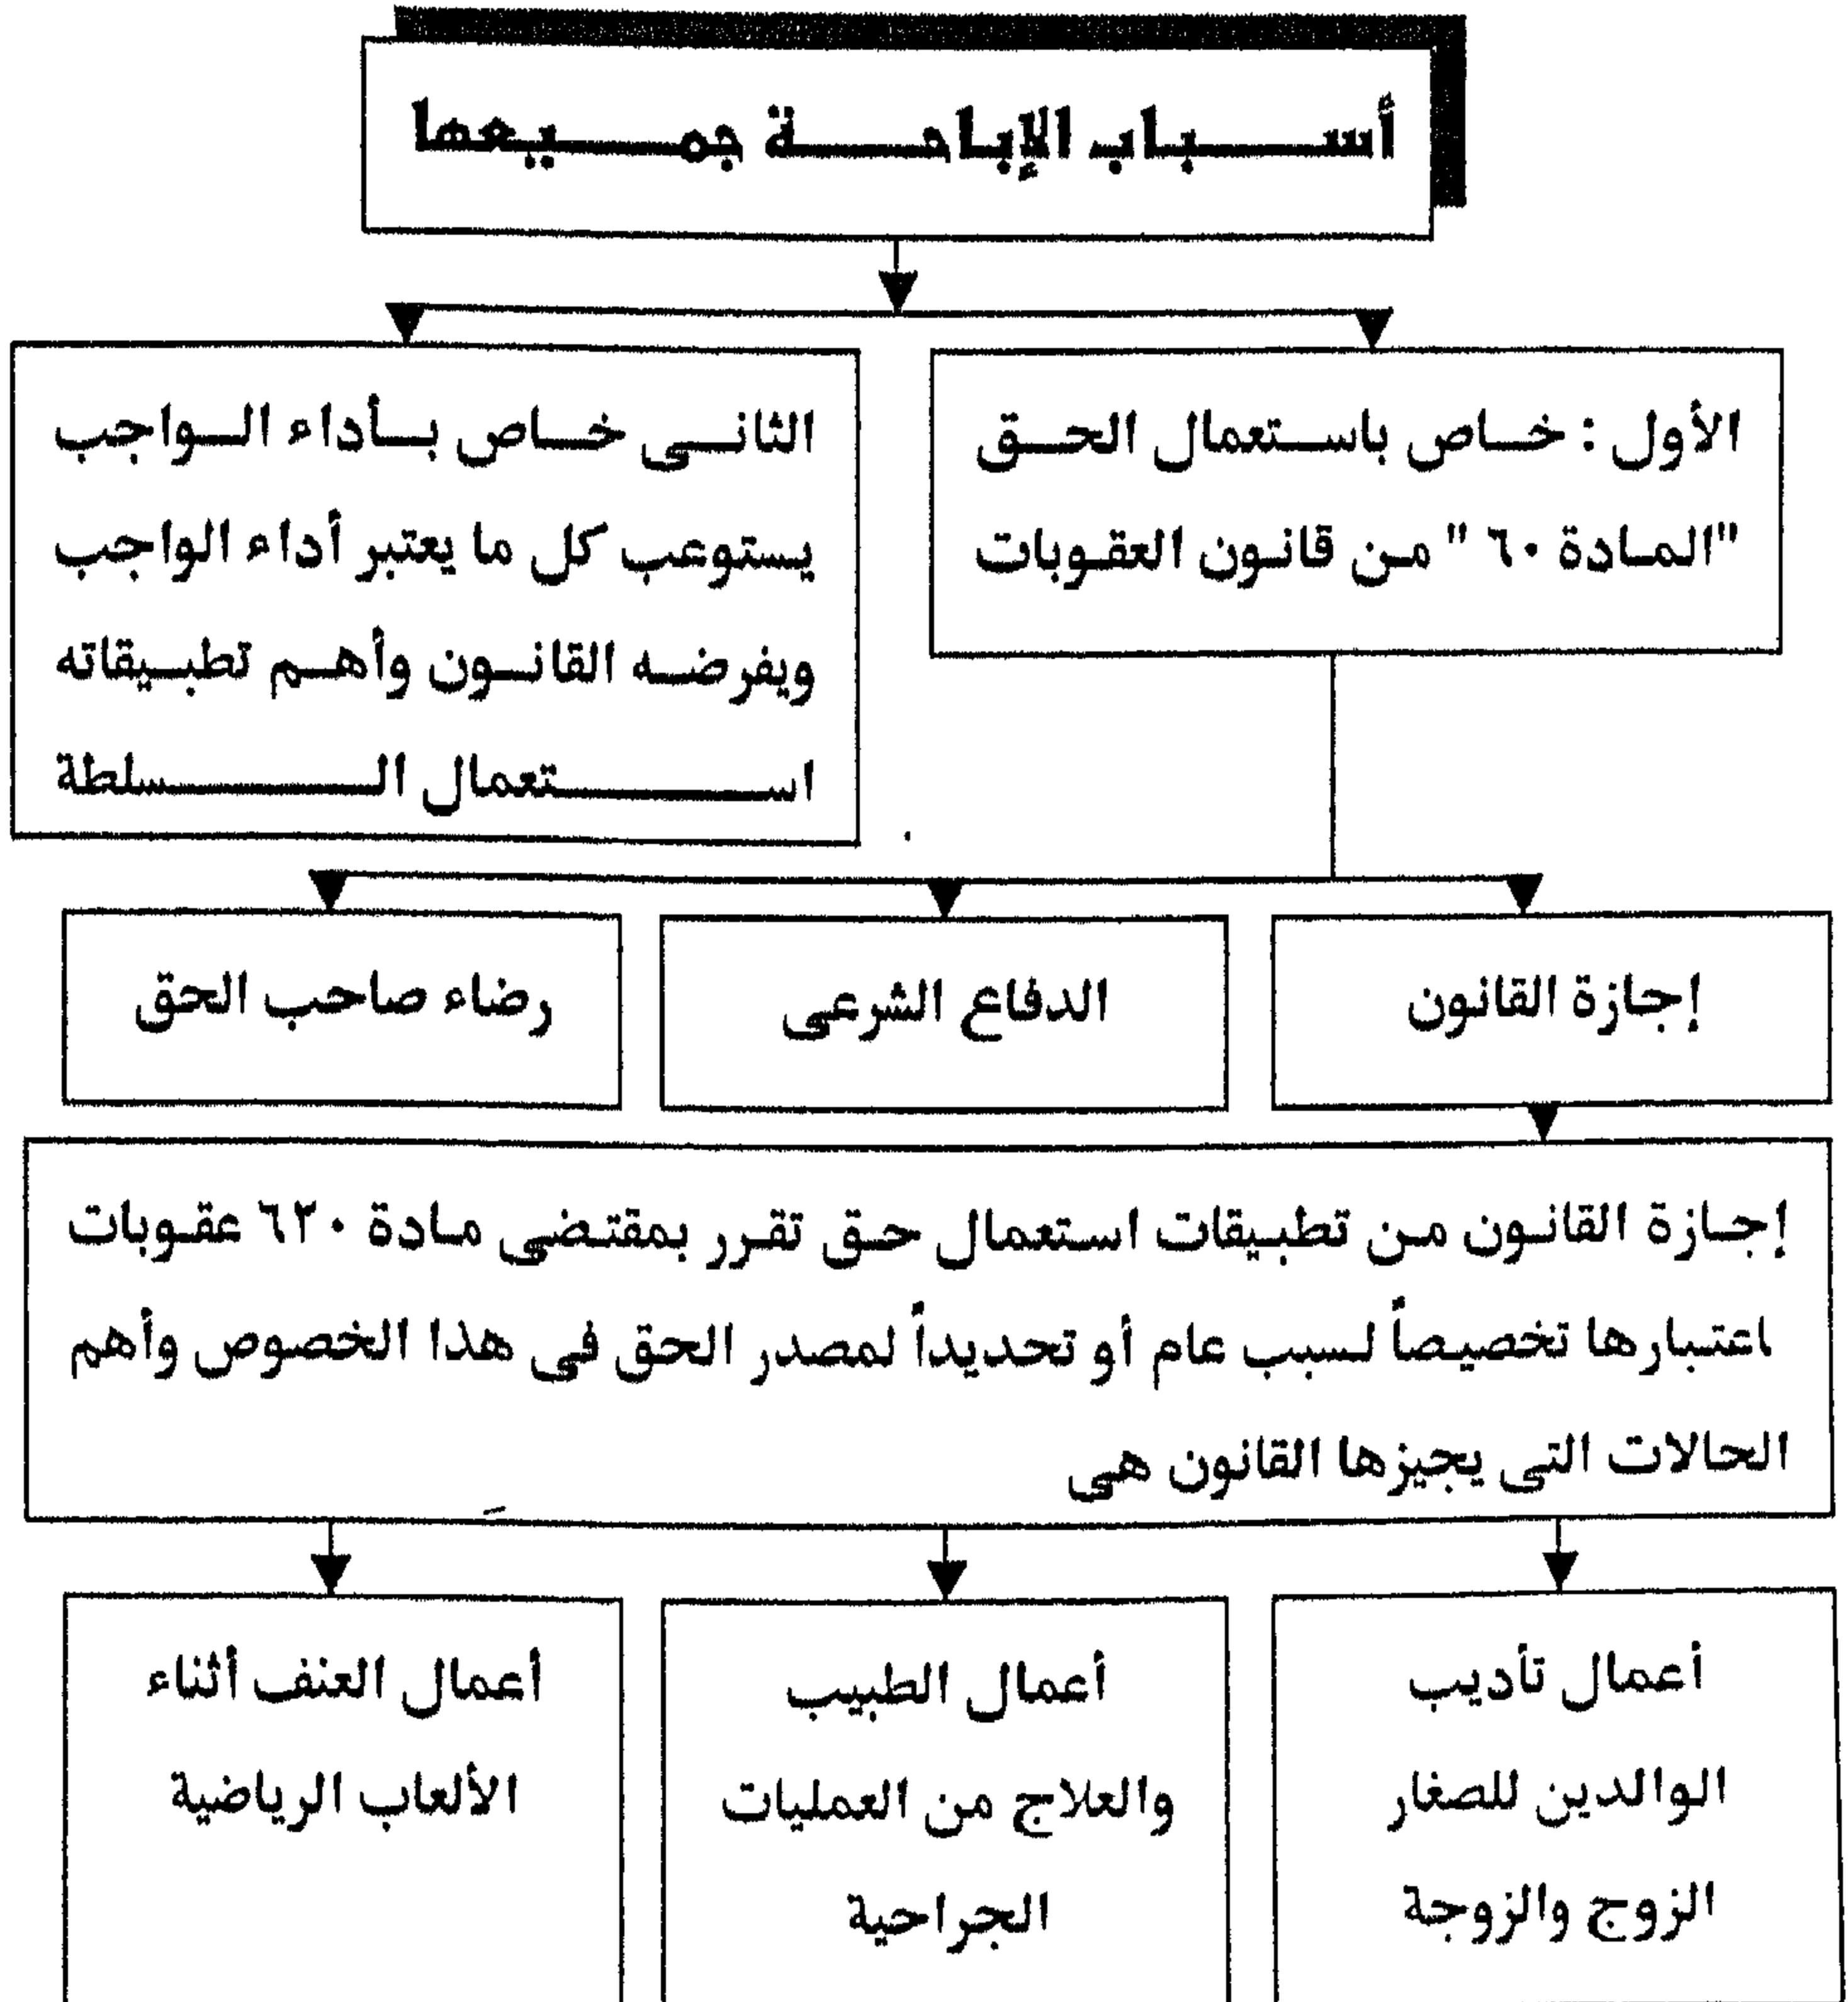 أسباب الإباحة جميعها
الأول : خاص باستعمال الحق
"المادة ٦٠ " من قانون العقوبات
الثانى خاص بأداء الواجب
يستوعب كل ما يعتبر أداء الواجب
ويفرضه القانون وأهم تطبيقاته
استعمال السلطة
إجازة القانون
الدفاع الشرعى
رضاء صاحب الحق
إجازة القانون من تطبيقات استعمال حق تقرر بمقتضى مادة ٦٣٠ عقوبات
اعتبارها تخصيصاً لسبب عام أو تحديداً لمصدر الحق فى هذا الخصوص وأهم
الحالات التى يجيزها القانون هى
أعمال تأديب
الوالدين للصغار
الزوج والزوجة
أعمال الطبيب
والعلاج من العمليات
الجراحية
أعمال العنف أثناء
الألعاب الرياضية